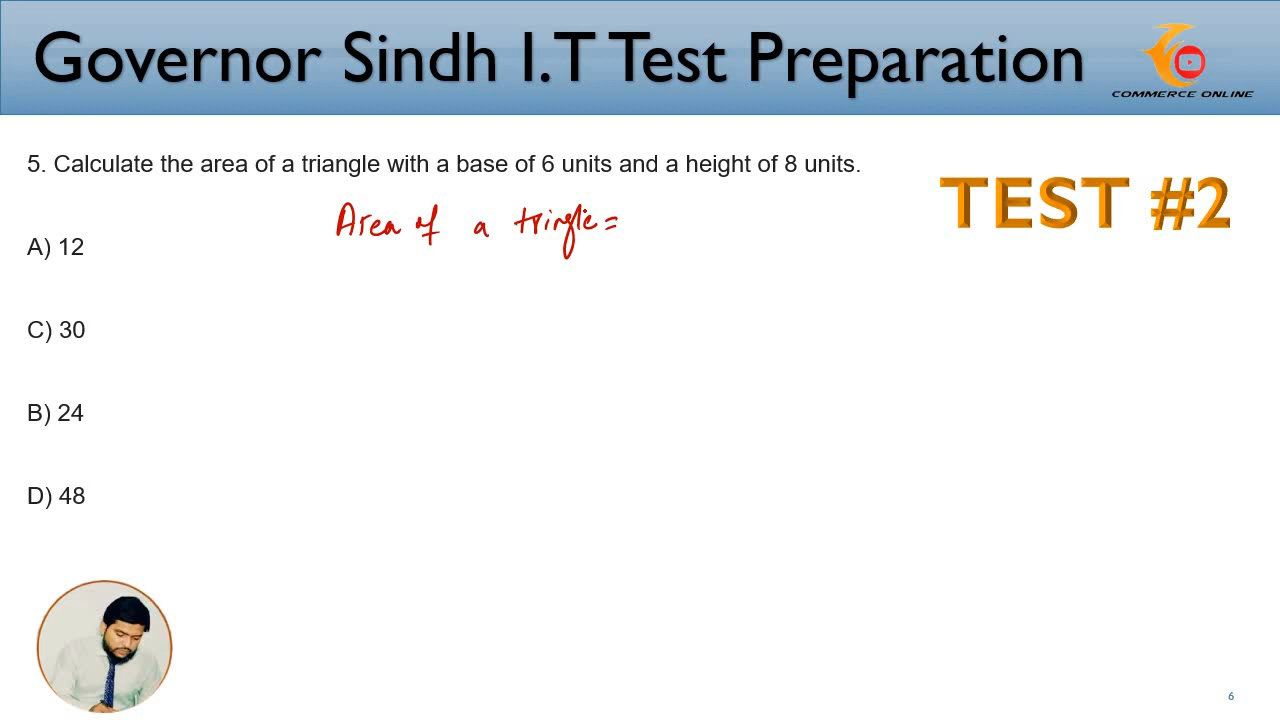 Governor Sindh I.T Test Preparation
COMMERCE ONLINE
5. Calculate the area of a triangle with a base of 6 units and a height of 8 units.
TEST #2
Area of a tringle =
A) 12
C) 30
B) 24
D) 48
6